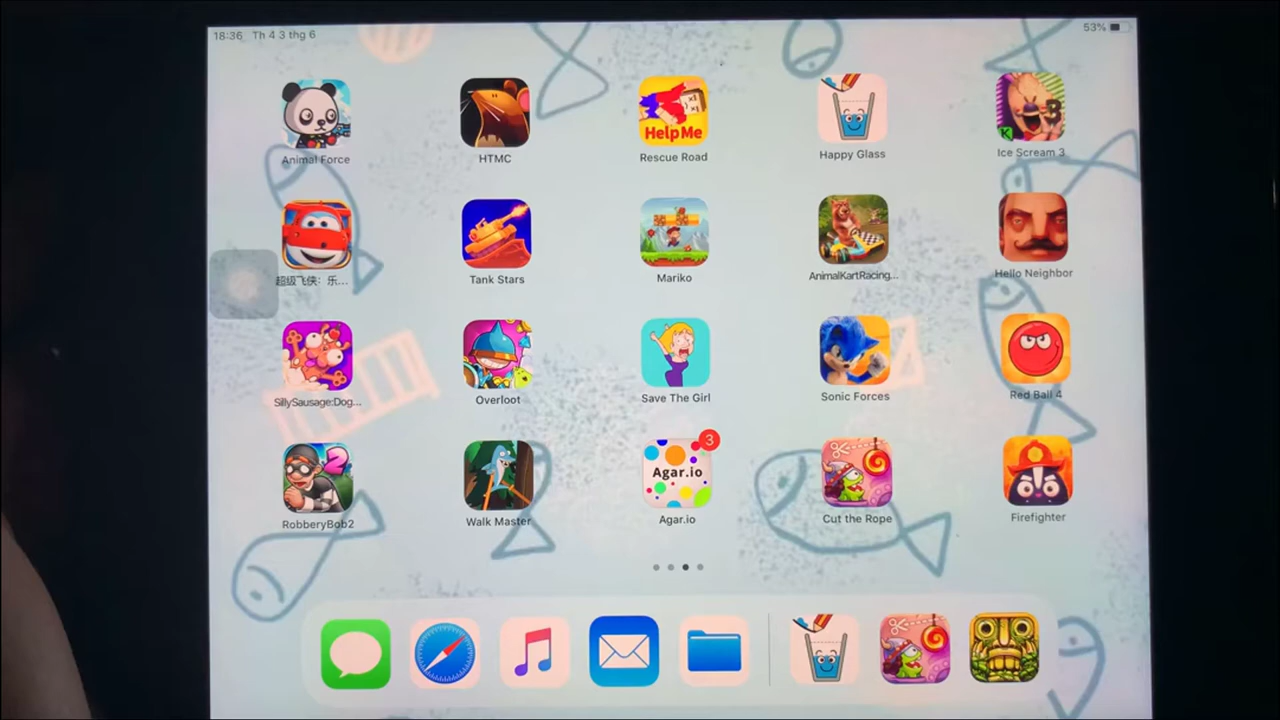 18:36 Th 4 3 thg 6
53%
Animal Force
HTMC
Help Me
Rescue Road
Happy Glass
3
K
Ice Scream 3
超级飞侠：乐...
Tank Stars
Mariko
AnimalKartRacing...
Hello Neighbor
SillySausage:Dog...
Overloot
Save The Girl
Sonic Forces
Red Ball 4
2
RobberyBob2
Walk Master
3
Agar.io
Agar.io
Cut the Rope
Firefighter